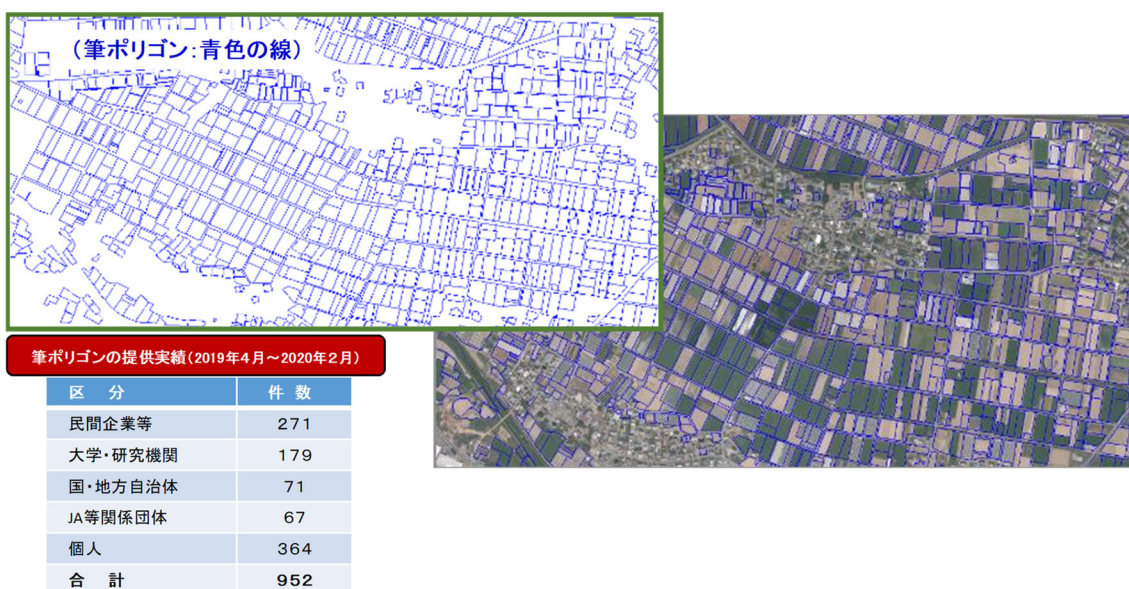 (筆ポリゴン:青色の線)
筆ポリゴンの提供実績(2019年4月～2020年2月)
区 分 件 数
民間企業等 271
大学・研究機関 179
国・地方自治体 71
JA等関係団体 67
個人 364
合 計 952